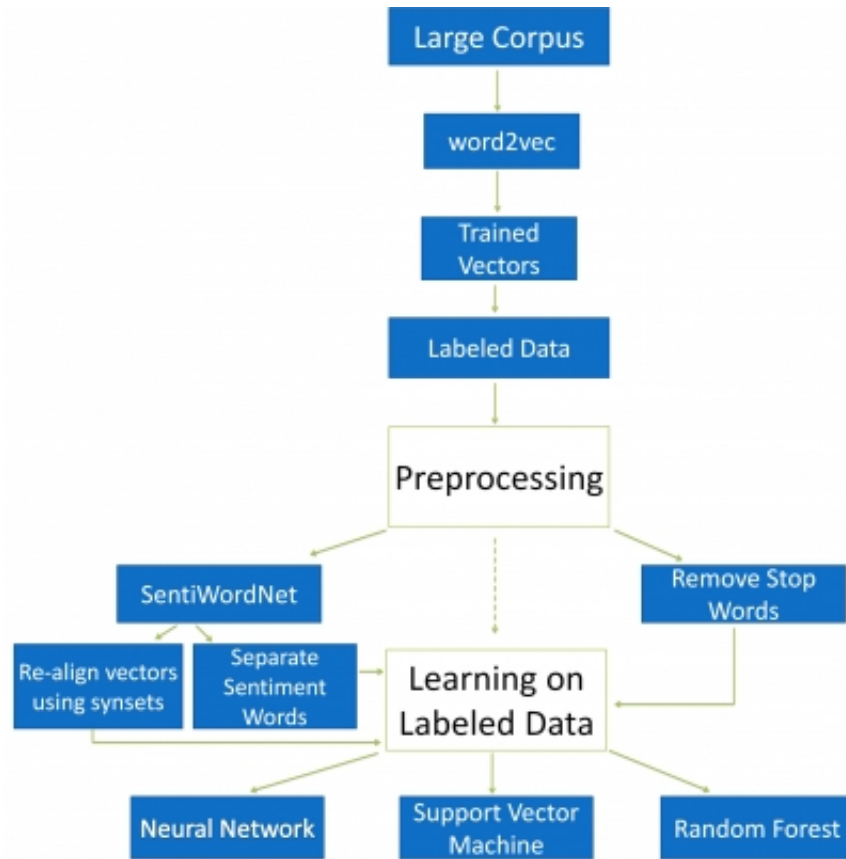 Large Corpus
word2vec
Trained
Vectors
Labeled Data
Preprocessing
SentiWordNet
Remove Stop
Words
Re-align vectors
using synsets
Separate
Sentiment
Words
Learning on
Labeled Data
Neural Network
Support Vector
Machine
Random Forest